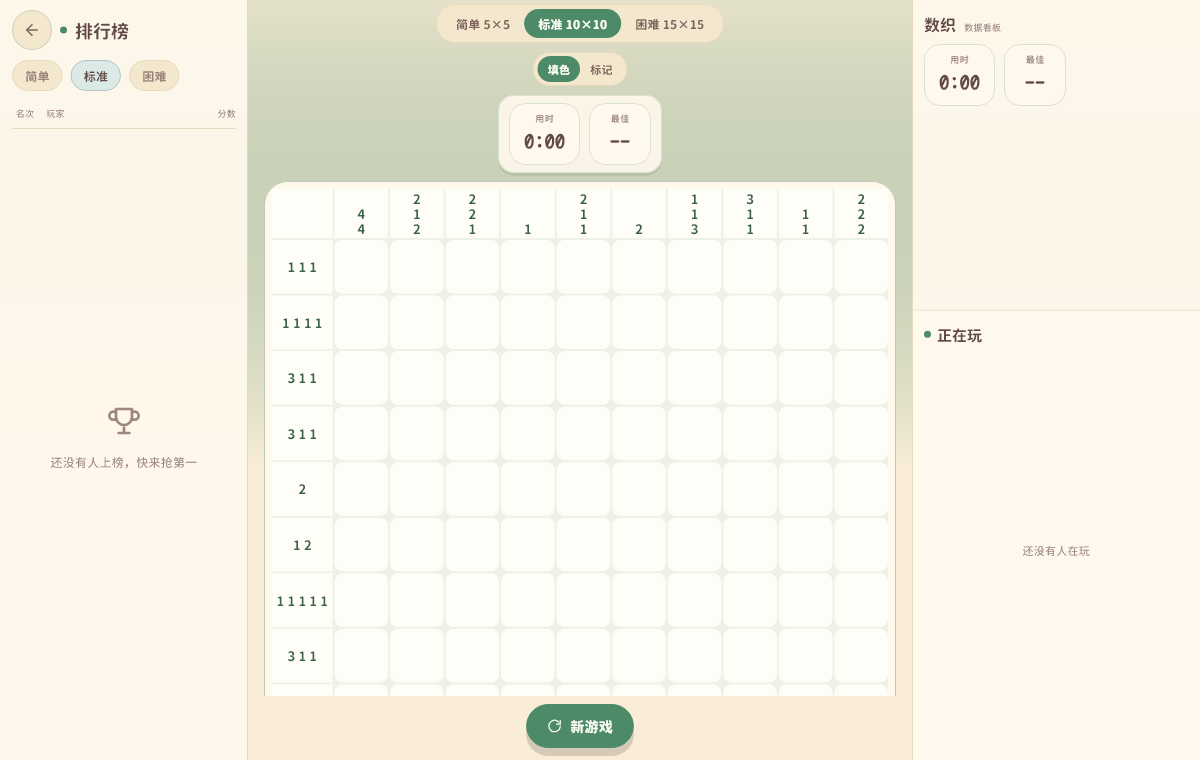 排行榜
简单 标准 困难
名次 玩家 分数
还没有人上榜，快来抢第一
简单 5×5 标准 10×10 困难 15×15
填色 标记
用时 最佳
0:00 --
2 2 2 1 3 2
4 1 2 1 1 1 1 2
4 2 1 1 1 2 3 1 1 2
1 1 1
1 1 1 1
3 1 1
3 1 1
2
1 2
1 1 1 1 1
3 1 1
新游戏
数织 数据看板
用时 最佳
0:00 --
正在玩
还没有人在玩